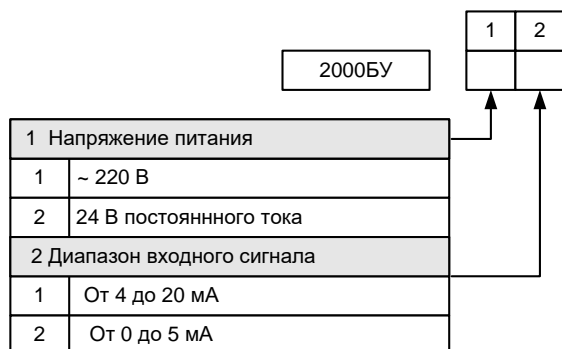 1 2
2000БУ
1 Напряжение питания
1 ~ 220 В
2 24 В постояннного тока
2 Диапазон входного сигнала
1 От 4 до 20 мА
2 От 0 до 5 мА